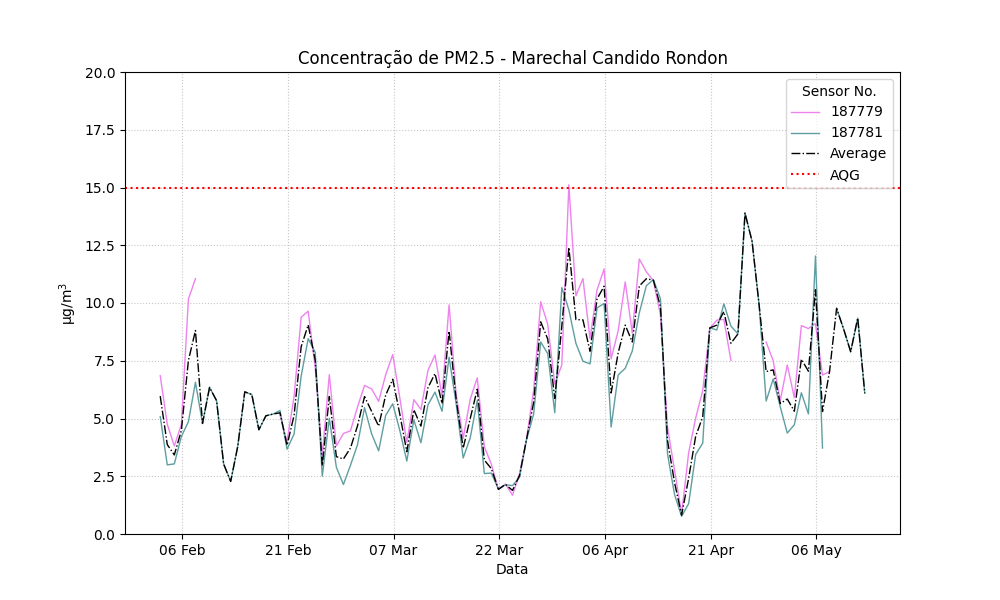 Concentração de PM2.5 - Marechal Candido Rondon
20.0
17.5
15.0
12.5
10.0
7.5
5.0
2.5
0.0
µg/m³
Sensor No.
187779
187781
Average
AQG
06 Feb
21 Feb
07 Mar
22 Mar
06 Apr
21 Apr
06 May
Data